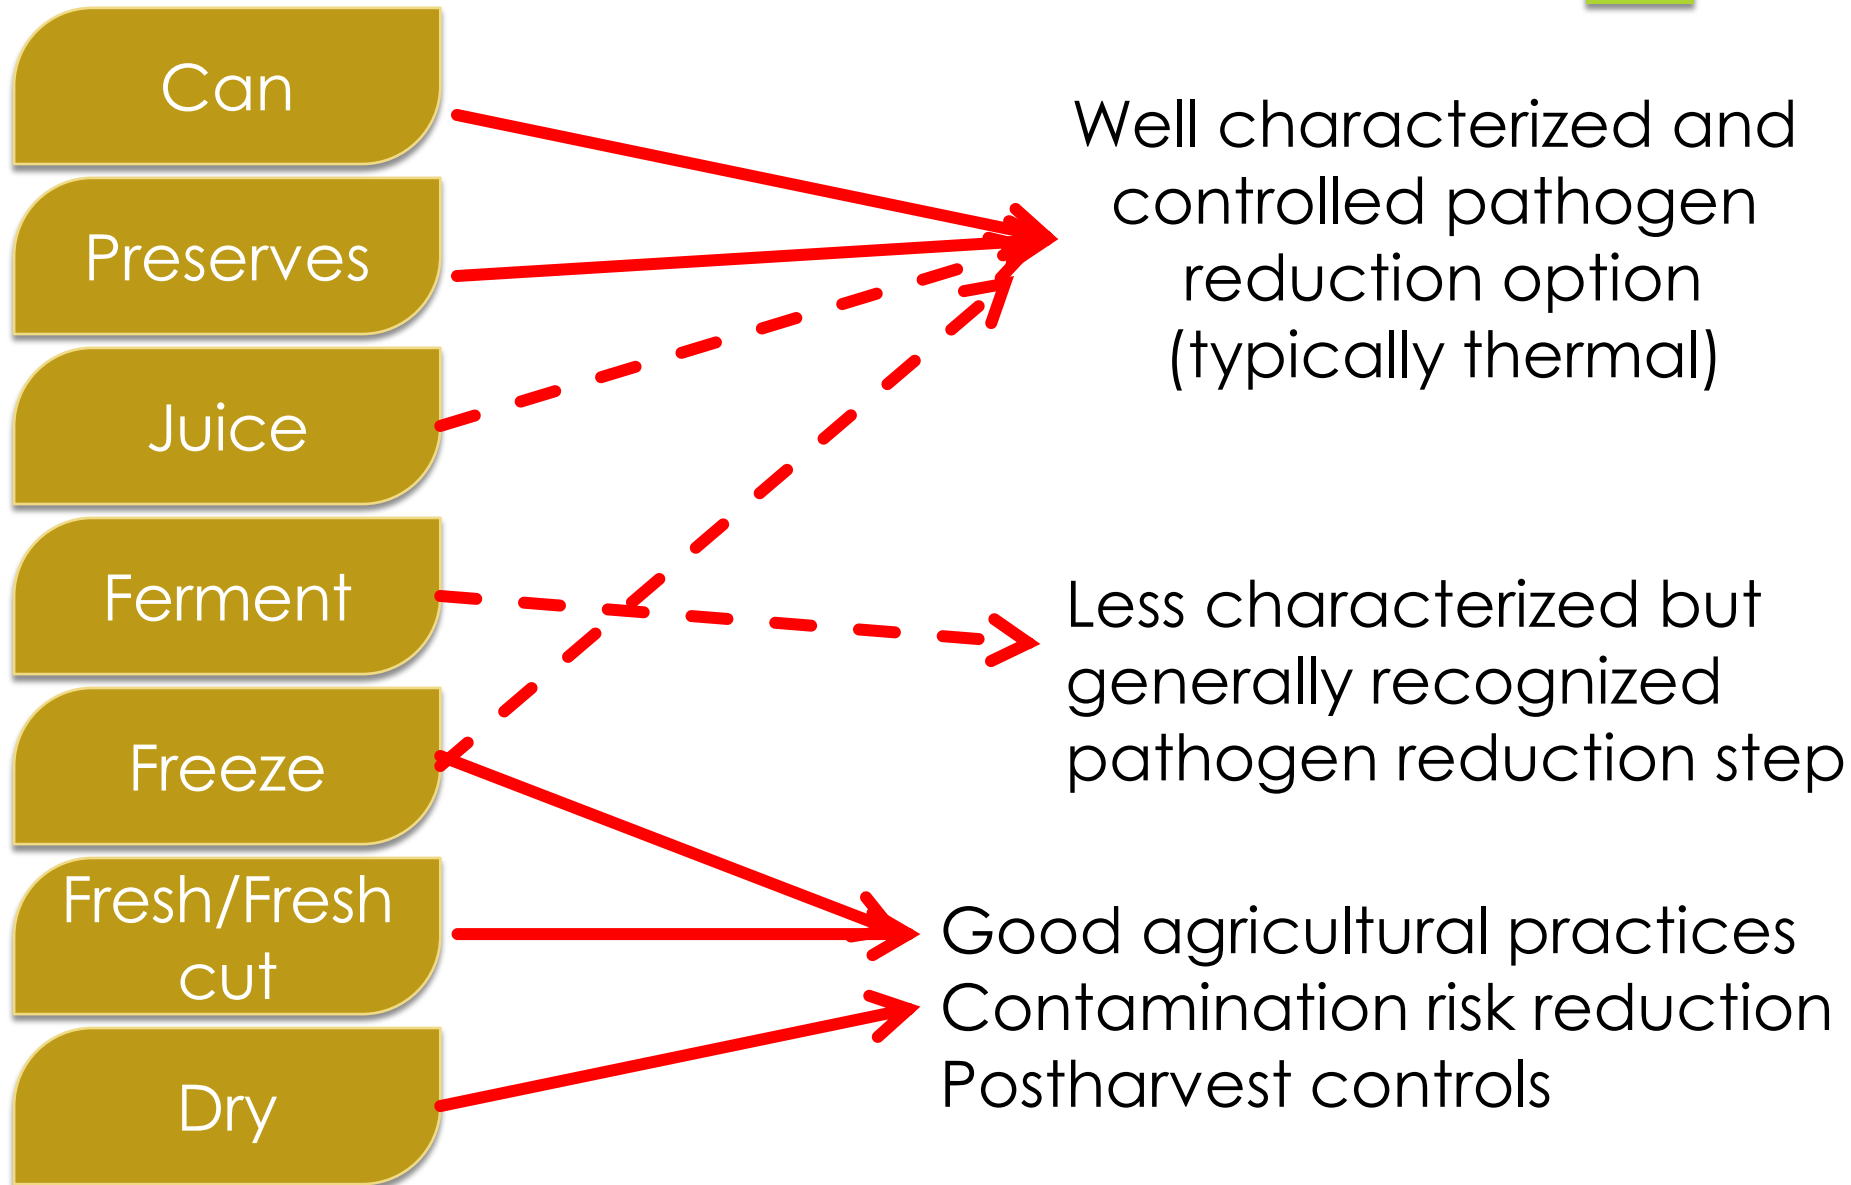 Can
Preserves
Juice
Ferment
Freeze
Fresh/Fresh
cut
Dry
Well characterized and
controlled pathogen
reduction option
(typically thermal)
Less characterized but
generally recognized
pathogen reduction step
Good agricultural practices
Contamination risk reduction
Postharvest controls